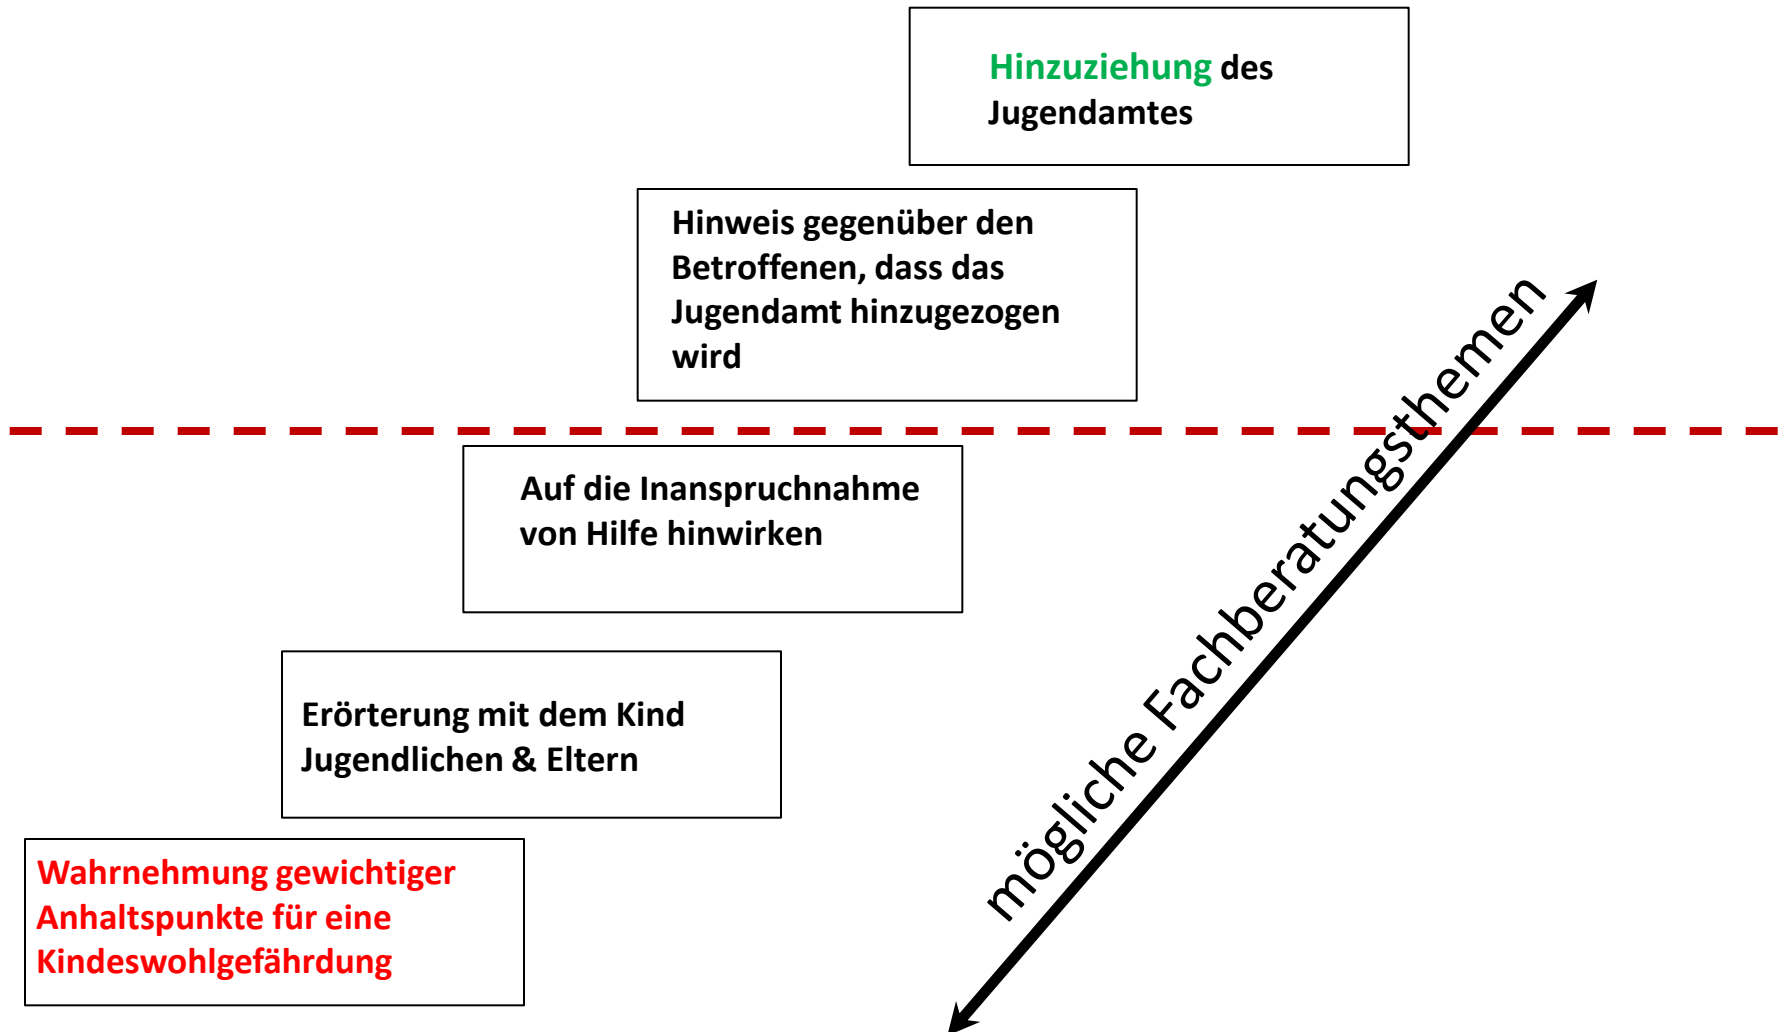 Hinzuziehung des
Jugendamtes
Hinweis gegenüber den
Betroffenen, dass das
Jugendamt hinzugezogen
wird
Auf die Inanspruchnahme
von Hilfe hinwirken
Erörterung mit dem Kind
Jugendlichen & Eltern
Wahrnehmung gewichtiger
Anhaltspunkte für eine
Kindeswohlgefährdung
mögliche Fachberatungsthemen